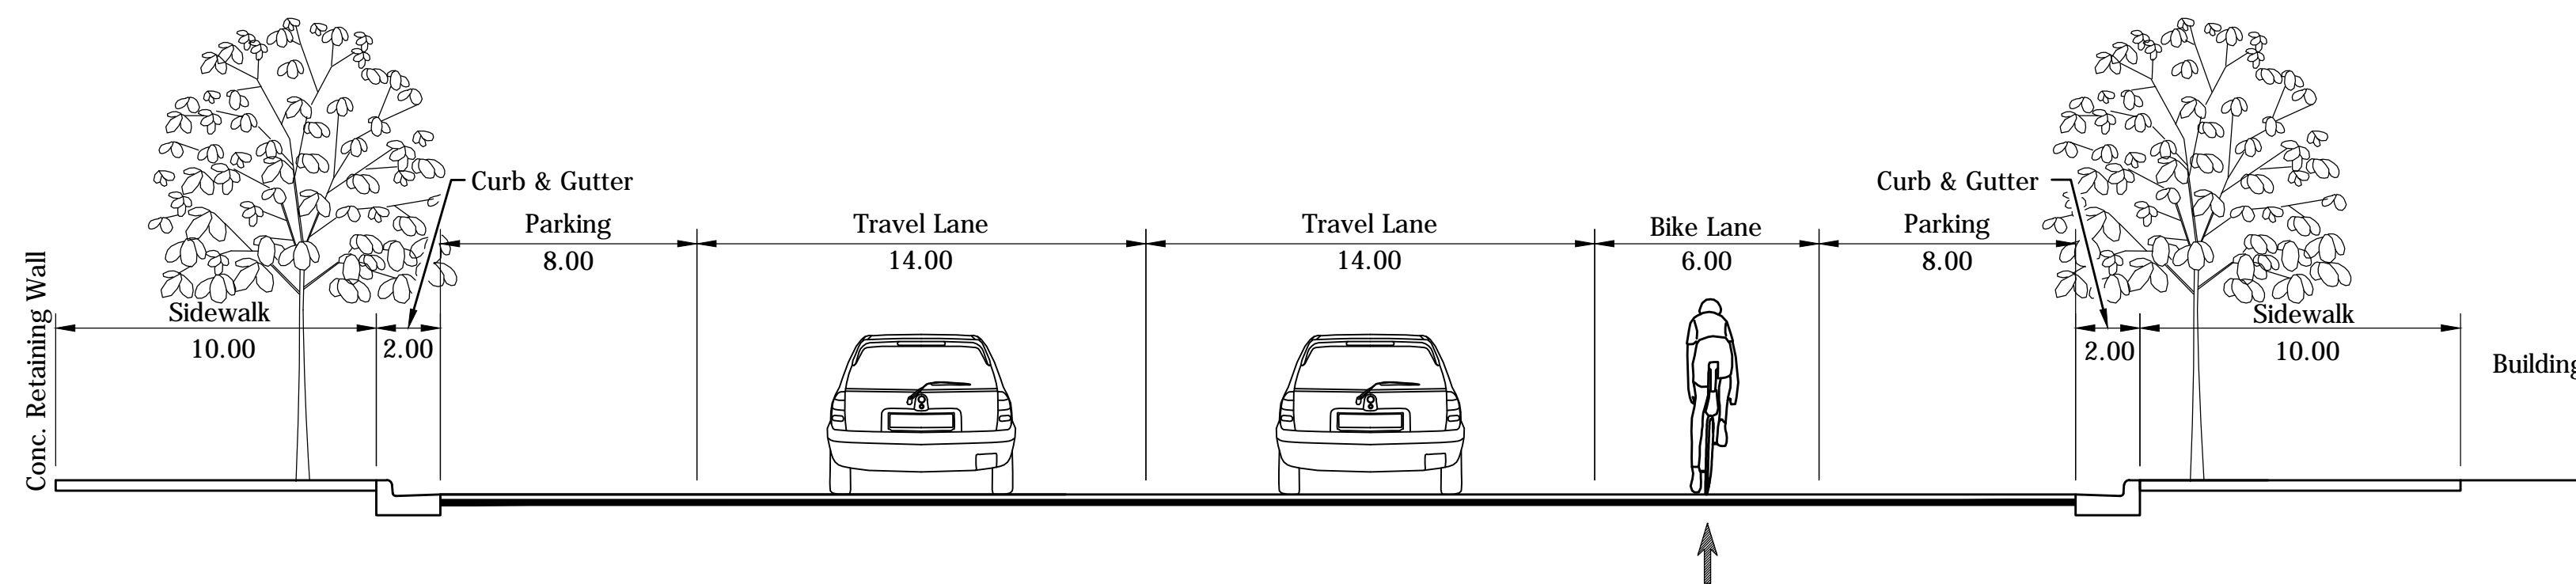 Conc. Retaining Wall
Sidewalk
10.00
2.00
Curb & Gutter
Parking
8.00
Travel Lane
14.00
Travel Lane
14.00
Bike Lane
6.00
Curb & Gutter
Parking
8.00
2.00
Sidewalk
10.00
Building